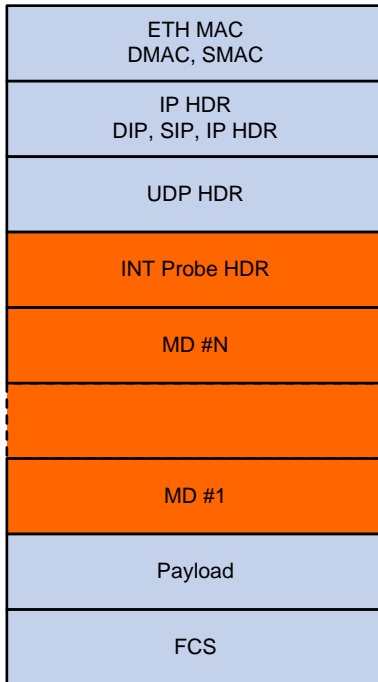 ETH MAC
DMAC, SMAC
IP HDR
DIP, SIP, IP HDR
UDP HDR
INT Probe HDR
MD #N
MD #1
Payload
FCS